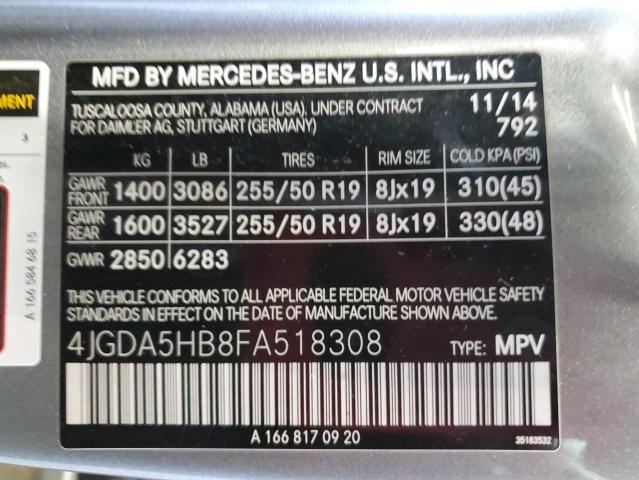 MFD BY MERCEDES-BENZ U.S. INTL., INC
TUSCALOOSA COUNTY, ALABAMA (USA), UNDER CONTRACT 11/14
FOR DAIMLER AG, STUTTGART (GERMANY) 792
KG LB TIRES RIM SIZE COLD KPA (PSI)
GAWR FRONT 1400 3086 255/50 R19 8Jx19 310(45)
GAWR REAR 1600 3527 255/50 R19 8Jx19 330(48)
GVWR 2850 6283
THIS VEHICLE CONFORMS TO ALL APPLICABLE FEDERAL MOTOR VEHICLE SAFETY
STANDARDS IN EFFECT ON THE DATE OF MANUFACTURE SHOWN ABOVE.
4JGDA5HB8FA518308 TYPE: MPV
A 166 817 09 20
35183532
MENT
3
A 166 584 68 15